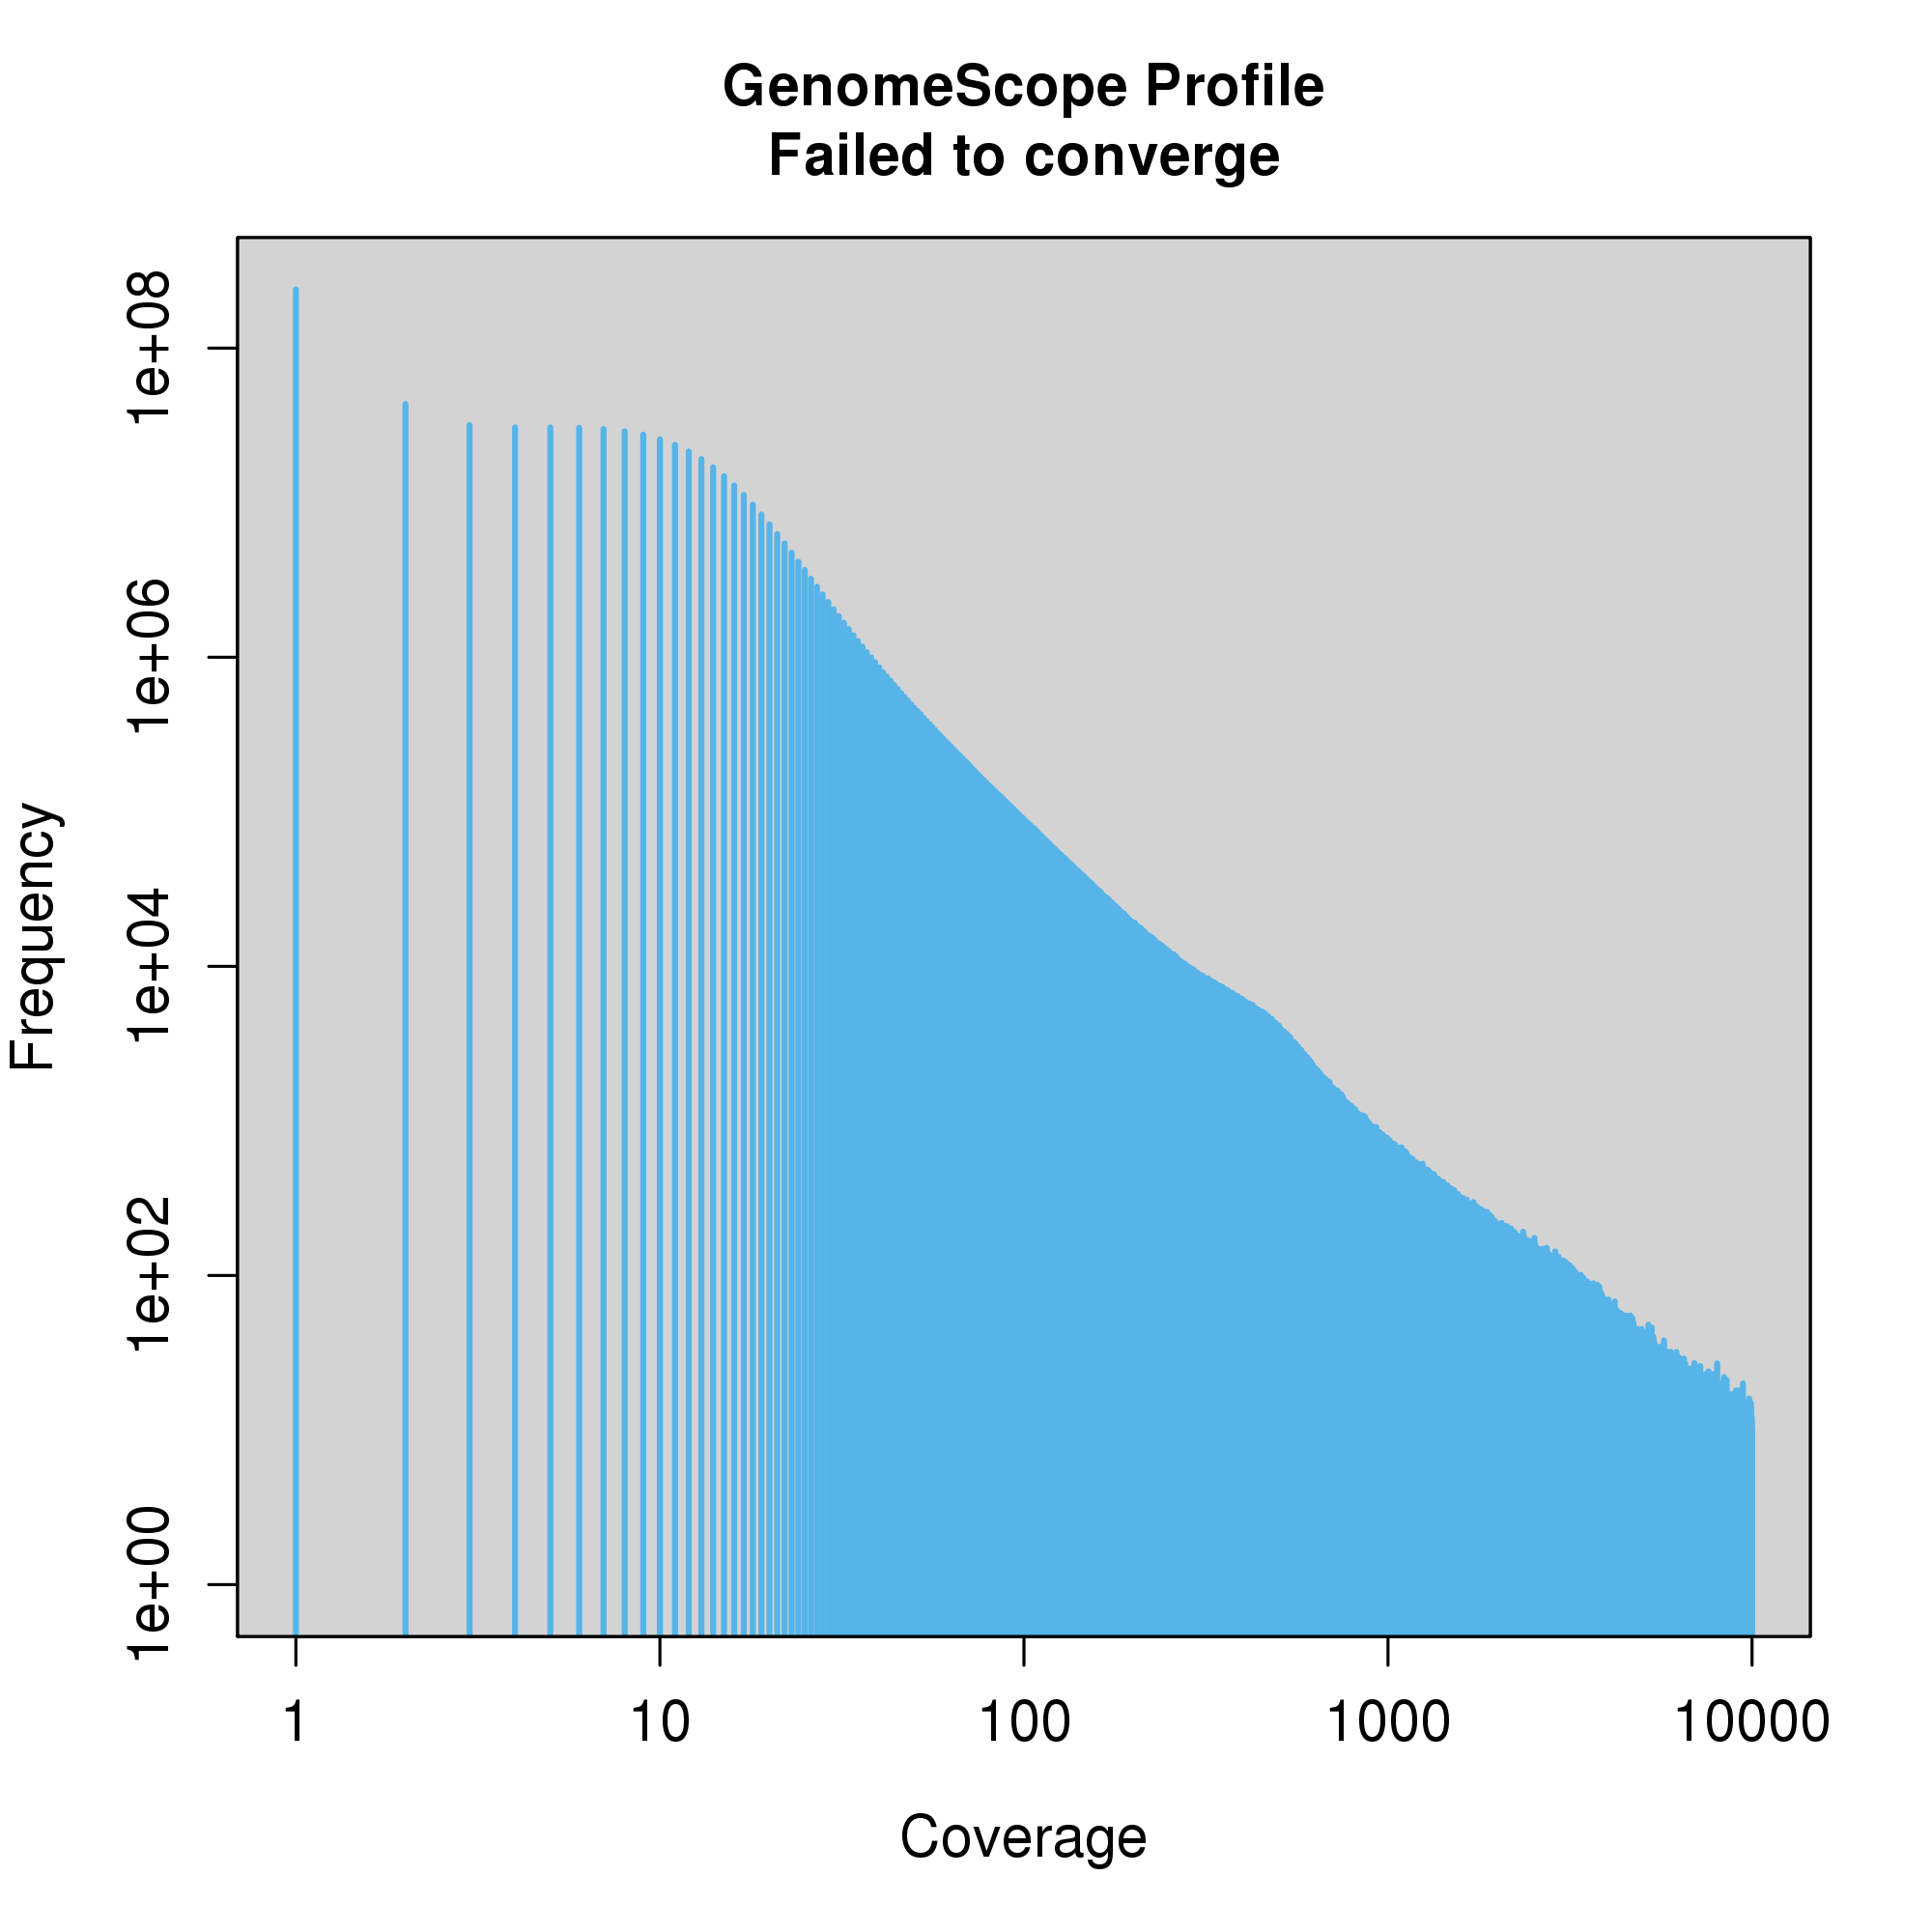 GenomeScope Profile
Failed to converge
Frequency
1e+08
1e+06
1e+04
1e+02
1e+00
1
10
100
1000
10000
Coverage